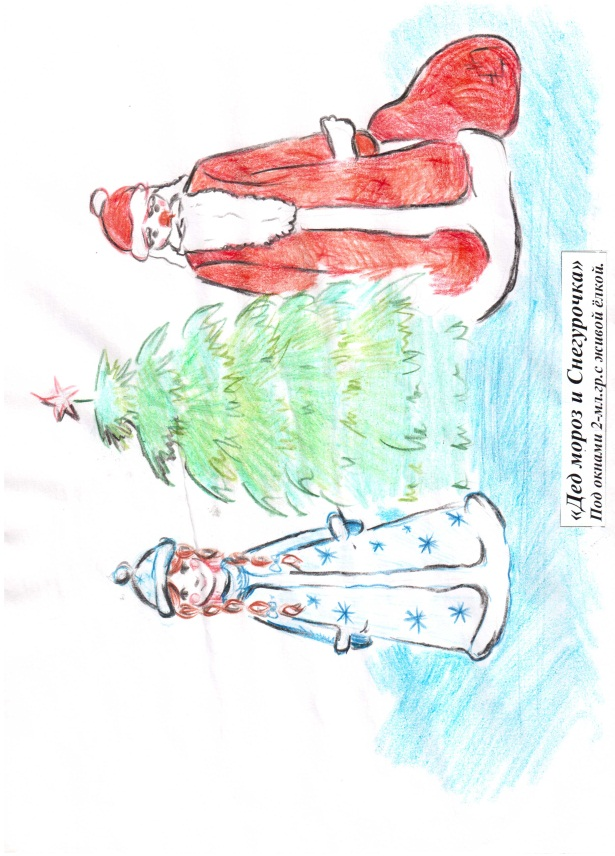 «Дед мороз и Снегурочка»
Под окнами 2-мл.гр.с живой ёлкой.